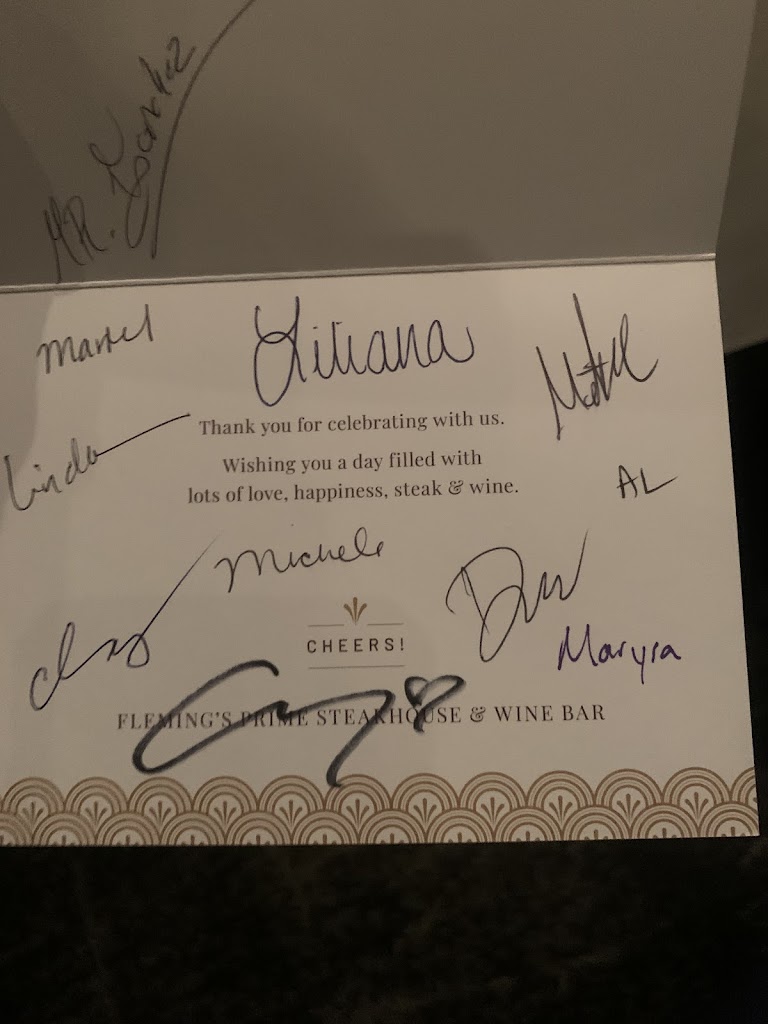 MR. Sanchez
Martel
Liliana
Thank you for celebrating with us.
Linda
Wishing you a day filled with
lots of love, happiness, steak & wine.
AL
Michele
CHEERS!
Maryra
FLEMING'S PRIME STEAKHOUSE & WINE BAR